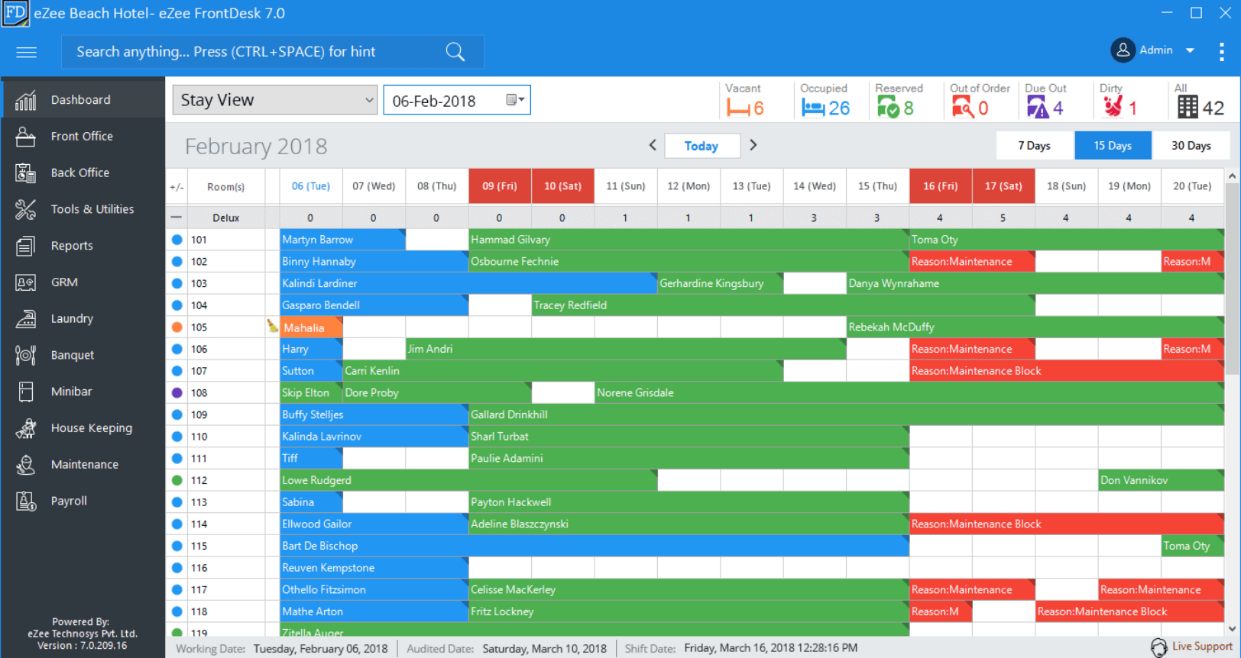 FD eZee Beach Hotel- eZee FrontDesk 7.0
Search anything... Press (CTRL+SPACE) for hint
Admin
Dashboard
Front Office
Back Office
Tools & Utilities
Reports
GRM
Laundry
Banquet
Minibar
House Keeping
Maintenance
Payroll
Powered By:
eZee Technosys Pvt. Ltd.
Version : 7.0.209.16
Stay View 06-Feb-2018
Vacant 6
Occupied 26
Reserved 8
Out of Order 0
Due Out 4
Dirty 1
All 42
February 2018 < Today > 7 Days 15 Days 30 Days
+/- Room(s) 06 (Tue) 07 (Wed) 08 (Thu) 09 (Fri) 10 (Sat) 11 (Sun) 12 (Mon) 13 (Tue) 14 (Wed) 15 (Thu) 16 (Fri) 17 (Sat) 18 (Sun) 19 (Mon) 20 (Tue)
— Delux 0 0 0 0 0 1 1 1 3 3 4 5 4 4 4
101 Martyn Barrow Hammad Gilvary Toma Oty
102 Binny Hannaby Osbourne Fechnie Reason:Maintenance Reason:M
103 Kalindi Lardiner Gerhardine Kingsbury Danya Wynrahame
104 Gasparo Bendell Tracey Redfield
105 Mahalia Rebekah McDuffy
106 Harry Jim Andri Reason:Maintenance Reason:M
107 Sutton Carri Kenlin Reason:Maintenance Block
108 Skip Elton Dore Proby Norene Grisdale
109 Buffy Stelljes Gallard Drinkhill
110 Kalinda Lavrinov Sharl Turbat
111 Tiff Paulie Adamini
112 Lowe Rudgerd Don Vannikov
113 Sabina Payton Hackwell
114 Ellwood Gailor Adeline Blaszczynski Reason:Maintenance Block
115 Bart De Bischop Toma Oty
116 Reuven Kempstone
117 Othello Fitzsimon Celisse MacKerley Reason:Maintenance Reason:Maintenance
118 Mathe Arton Fritz Lockney Reason:M Reason:Maintenance Block
119 Zitella Auger
Working Date: Tuesday, February 06, 2018 Audited Date: Saturday, March 10, 2018 Shift Date: Friday, March 16, 2018 12:28:16 PM Live Support